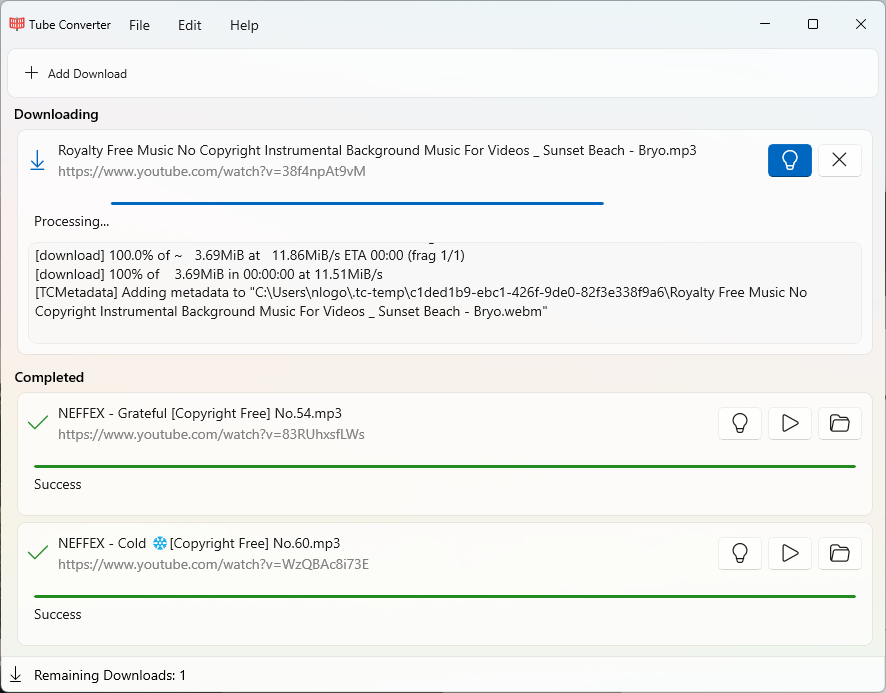 Tube Converter File Edit Help
Add Download
Downloading
Royalty Free Music No Copyright Instrumental Background Music For Videos _ Sunset Beach - Bryo.mp3
https://www.youtube.com/watch?v=38f4npAt9vM
Processing...
[download] 100.0% of ~ 3.69MiB at 11.86MiB/s ETA 00:00 (frag 1/1)
[download] 100% of 3.69MiB in 00:00:00 at 11.51MiB/s
[TCMetadata] Adding metadata to "C:\Users\nlogo\.tc-temp\c1ded1b9-ebc1-426f-9de0-82f3e338f9a6\Royalty Free Music No
Copyright Instrumental Background Music For Videos _ Sunset Beach - Bryo.webm"
Completed
NEFFEX - Grateful [Copyright Free] No.54.mp3
https://www.youtube.com/watch?v=83RUhxsfLWs
Success
NEFFEX - Cold ❄️[Copyright Free] No.60.mp3
https://www.youtube.com/watch?v=WzQBAc8i73E
Success
Remaining Downloads: 1